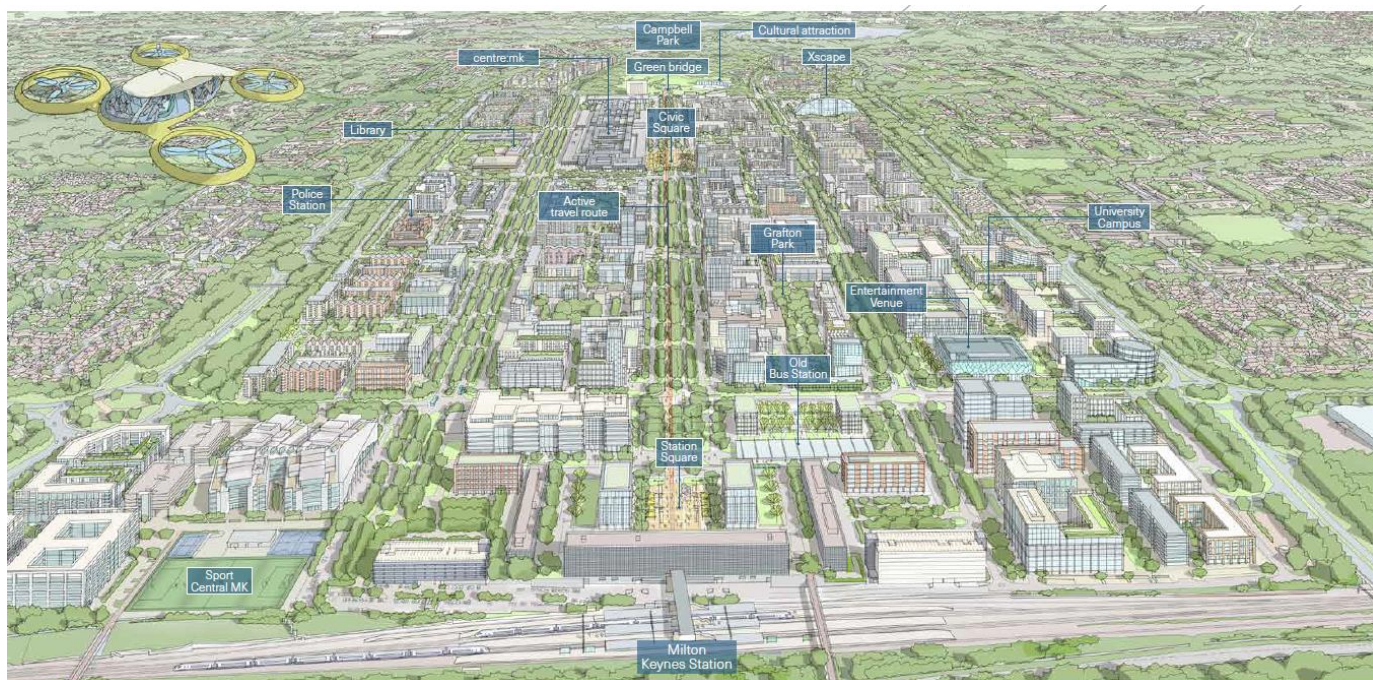 Campbell
Park
Cultural attraction
centre:mk
Green bridge
Xscape
Civic
Square
Library
Police
Station
Active
travel route
University
Campus
Grafton
Park
Entertainment
Venue
Old
Bus Station
Station
Square
Sport
Central MK
Milton
Keynes Station